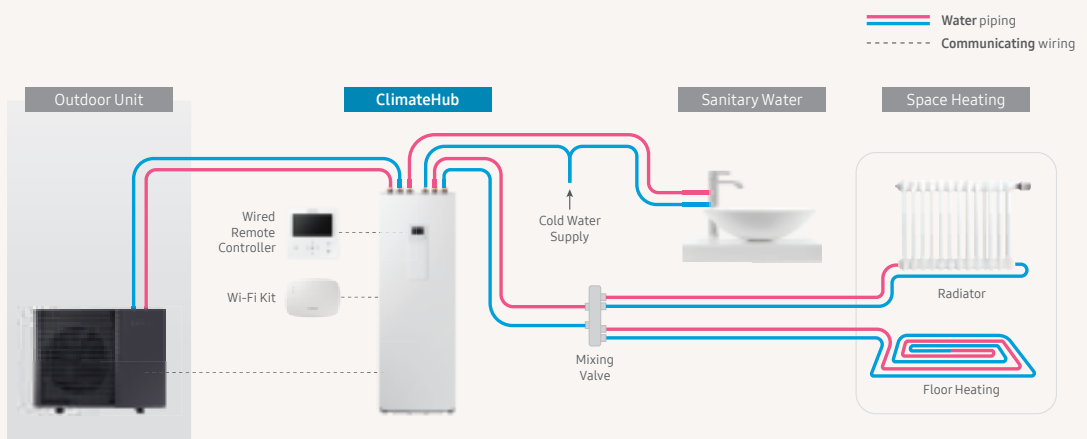 Water piping
Communicating wiring
Outdoor Unit
ClimateHub
Sanitary Water
Space Heating
Wired
Remote
Controller
Cold Water
Supply
Wi-Fi Kit
Radiator
Mixing
Valve
Floor Heating